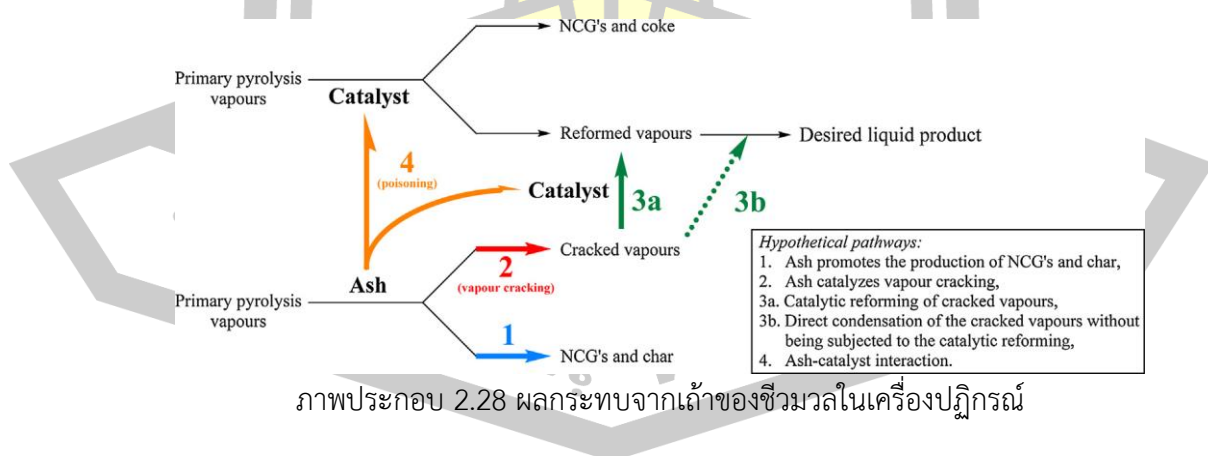 NCG's and coke
Primary pyrolysis
vapours
Catalyst
Reformed vapours
Desired liquid product
4
(poisoning)
Catalyst
3a
3b
Cracked vapours
2
(vapour cracking)
Ash
Primary pyrolysis
vapours
1
NCG's and char
Hypothetical pathways:
1. Ash promotes the production of NCG's and char,
2. Ash catalyzes vapour cracking,
3a. Catalytic reforming of cracked vapours,
3b. Direct condensation of the cracked vapours without
being subjected to the catalytic reforming,
4. Ash-catalyst interaction.
ภาพประกอบ 2.28 ผลกระทบจากเถ้าของชีวมวลในเครื่องปฏิกรณ์